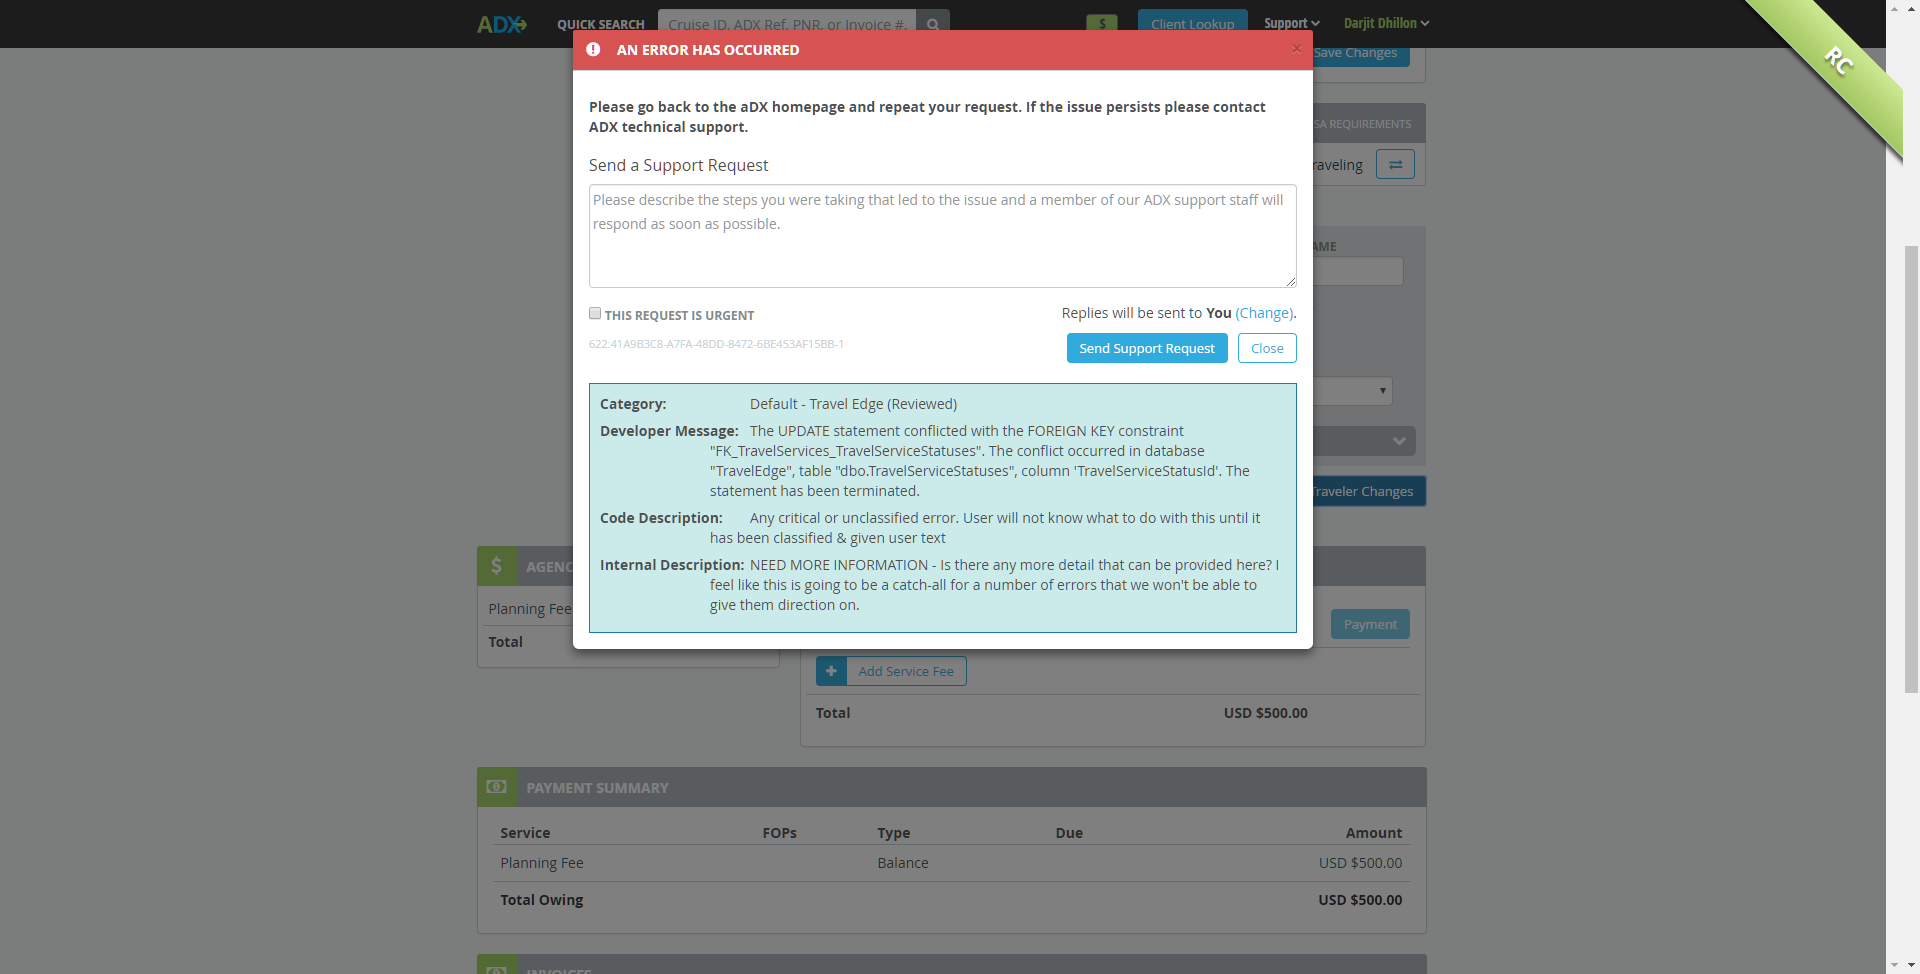 ADX
QUICK SEARCH
Cruise ID, ADX Ref, PNR, or Invoice #.
$
Client Lookup
Support
Darjit Dhillon
RC
AN ERROR HAS OCCURRED
×
Save Changes
Please go back to the aDX homepage and repeat your request. If the issue persists please contact
ADX technical support.
SA REQUIREMENTS
Send a Support Request
raveling
Please describe the steps you were taking that led to the issue and a member of our ADX support staff will
respond as soon as possible.
AME
THIS REQUEST IS URGENT
Replies will be sent to You (Change).
622:41A9B3C8-A7FA-48DD-8472-6BE453AF15BB-1
Send Support Request
Close
Category: Default - Travel Edge (Reviewed)
Developer Message: The UPDATE statement conflicted with the FOREIGN KEY constraint
"FK_TravelServices_TravelServiceStatuses". The conflict occurred in database
"TravelEdge", table "dbo.TravelServiceStatuses", column 'TravelServiceStatusId'. The
statement has been terminated.
Traveler Changes
Code Description: Any critical or unclassified error. User will not know what to do with this until it
has been classified & given user text
Internal Description: NEED MORE INFORMATION - Is there any more detail that can be provided here? I
feel like this is going to be a catch-all for a number of errors that we won't be able to
give them direction on.
$
AGENC
Planning Fee
Payment
Total
Add Service Fee
Total USD $500.00
PAYMENT SUMMARY
Service FOPs Type Due Amount
Planning Fee Balance USD $500.00
Total Owing USD $500.00
INVOICES